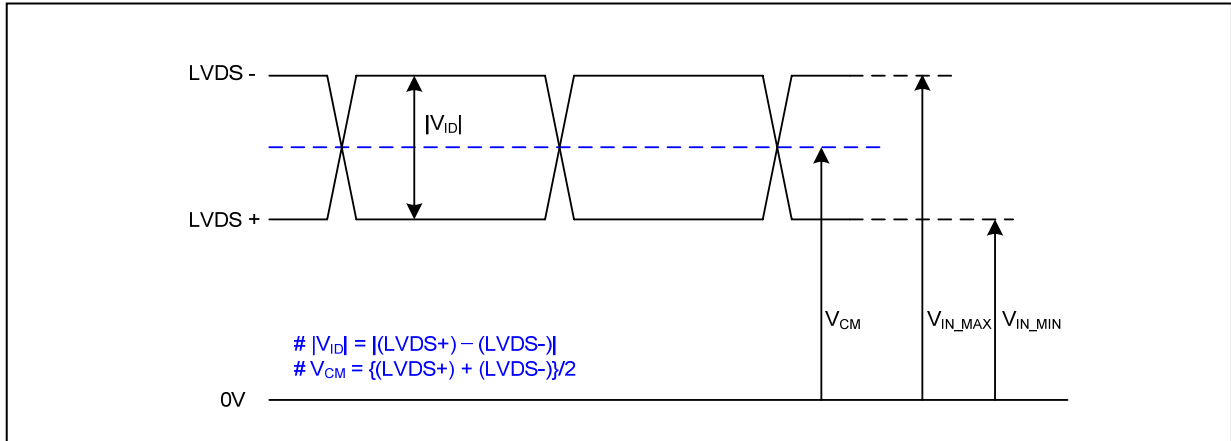 LVDS -
|VID|
LVDS +
VCM
VIN_MAX
VIN_MIN
# |VID| = |(LVDS+) – (LVDS-)|
# VCM = {(LVDS+) + (LVDS-)}/2
0V